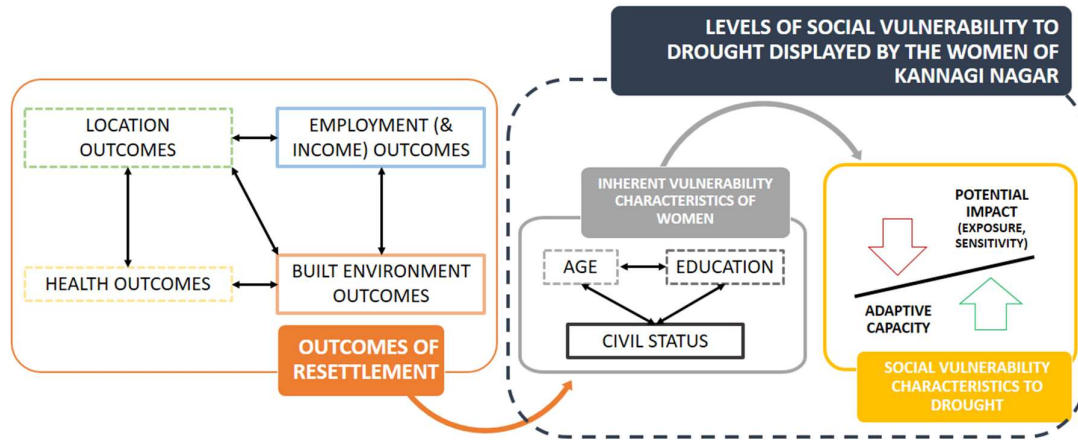 LEVELS OF SOCIAL VULNERABILITY TO
DROUGHT DISPLAYED BY THE WOMEN OF
KANNAGI NAGAR
LOCATION
OUTCOMES
EMPLOYMENT (&
INCOME) OUTCOMES
HEALTH OUTCOMES
BUILT ENVIRONMENT
OUTCOMES
OUTCOMES OF
RESETTLEMENT
INHERENT VULNERABILITY
CHARACTERISTICS OF
WOMEN
AGE
EDUCATION
CIVIL STATUS
POTENTIAL
IMPACT
(EXPOSURE,
SENSITIVITY)
ADAPTIVE
CAPACITY
SOCIAL VULNERABILITY
CHARACTERISTICS TO
DROUGHT